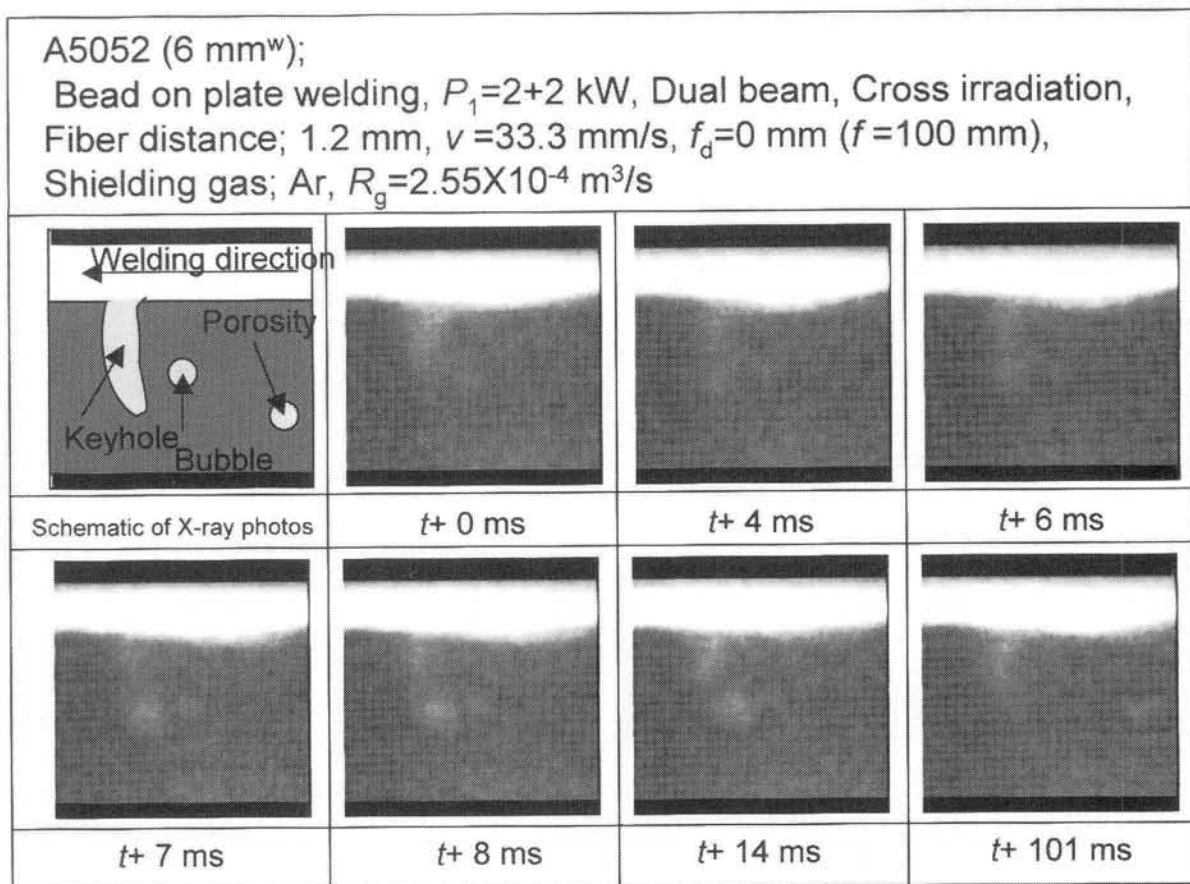 A5052 (6 mmʷ);
Bead on plate welding, P₁=2+2 kW, Dual beam, Cross irradiation,
Fiber distance; 1.2 mm, v =33.3 mm/s, f_d=0 mm (f =100 mm),
Shielding gas; Ar, R_g=2.55X10⁻⁴ m³/s
Welding direction
Porosity
Keyhole
Bubble
Schematic of X-ray photos
t+ 0 ms
t+ 4 ms
t+ 6 ms
t+ 7 ms
t+ 8 ms
t+ 14 ms
t+ 101 ms